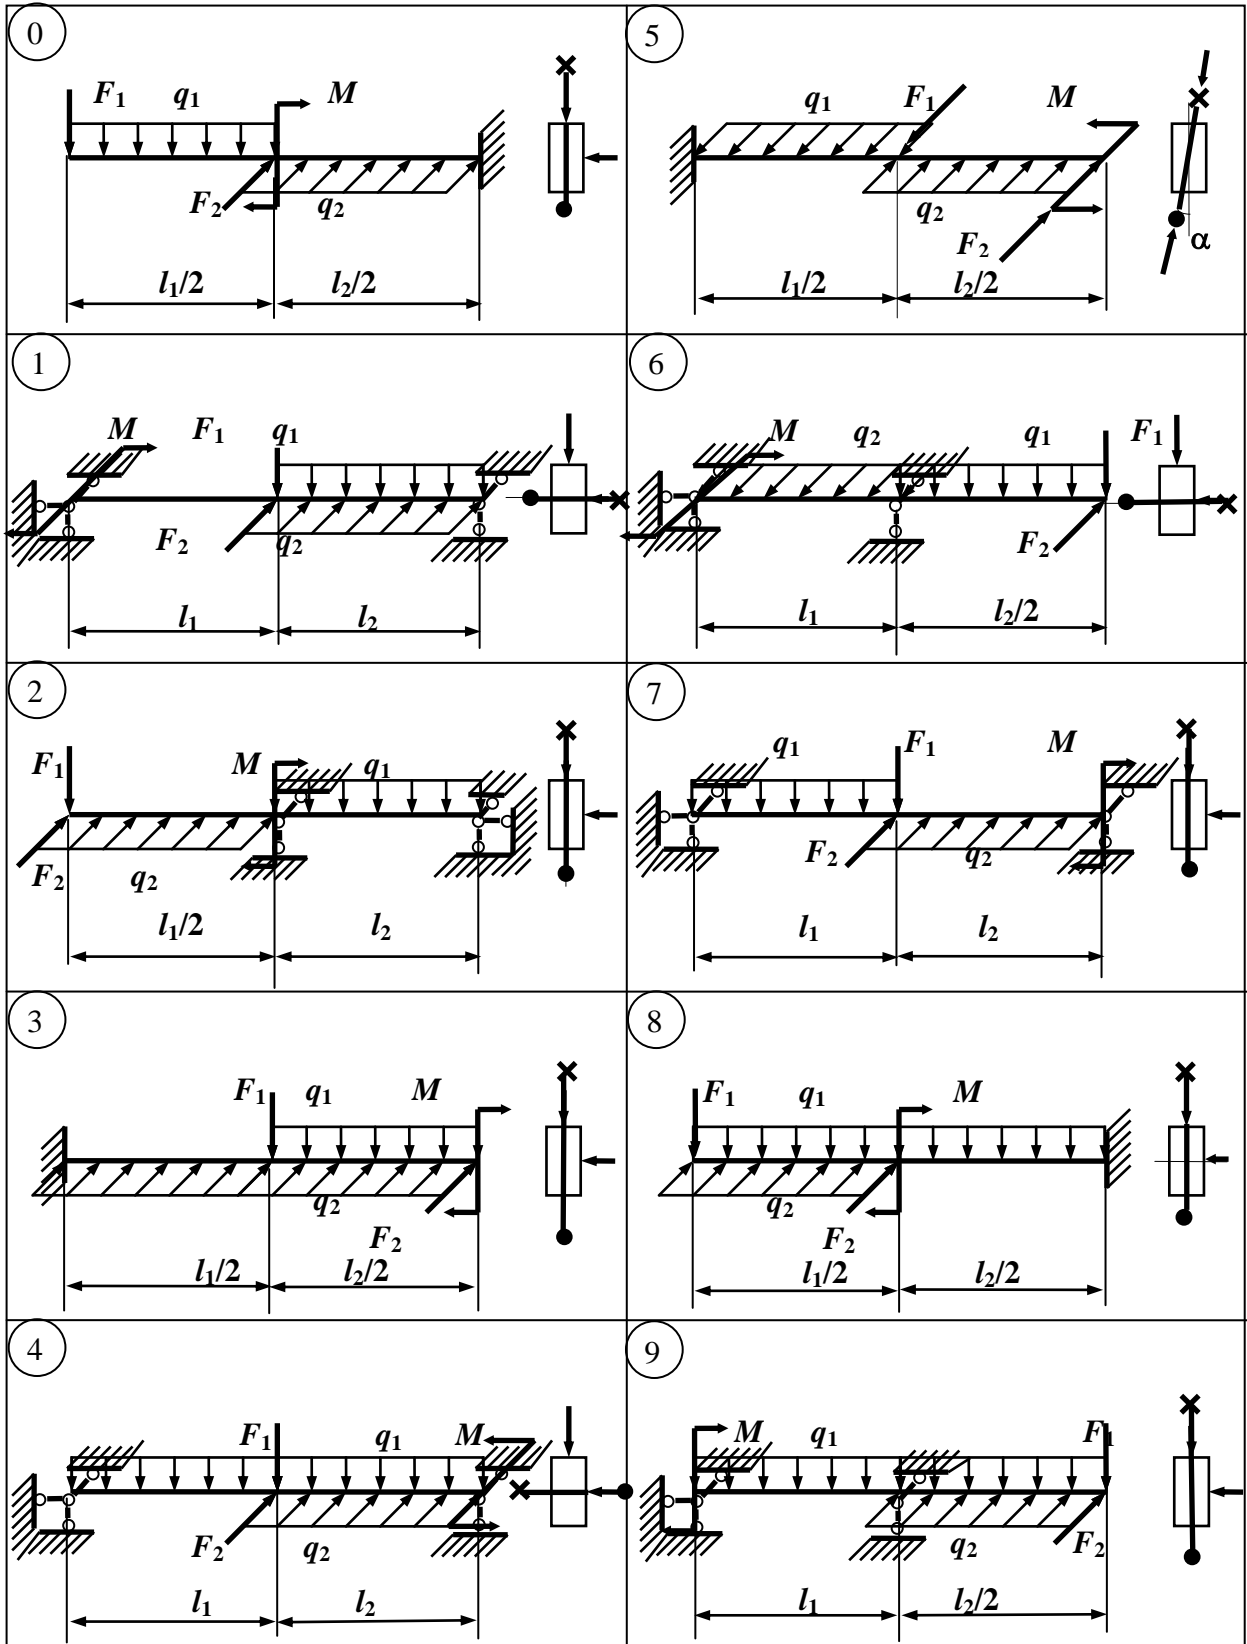 0
F₁ q₁ M
F₂ q₂
l₁/2 l₂/2
5
q₁ F₁ M
q₂
F₂ α
l₁/2 l₂/2
1
M F₁ q₁
F₂ q₂
l₁ l₂
6
M q₂ q₁ F₁
F₂
l₁ l₂/2
2
F₁ M q₁
F₂ q₂
l₁/2 l₂
7
q₁ F₁ M
F₂ q₂
l₁ l₂
3
F₁ q₁ M
q₂
F₂
l₁/2 l₂/2
8
F₁ q₁ M
q₂ F₂
l₁/2 l₂/2
4
F₁ q₁ M
F₂ q₂
l₁ l₂
9
M q₁ F₁
q₂ F₂
l₁ l₂/2